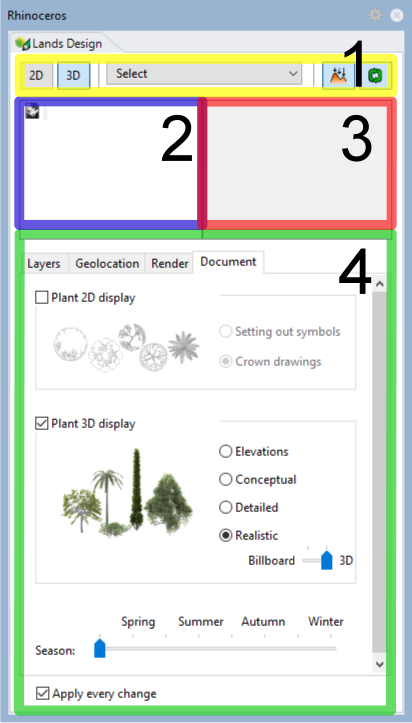 Rhinoceros
Lands Design
2D 3D Select 1
2 3
4
Layers Geolocation Render Document
Plant 2D display
Setting out symbols
Crown drawings
Plant 3D display
Elevations
Conceptual
Detailed
Realistic
Billboard 3D
Spring Summer Autumn Winter
Season:
Apply every change